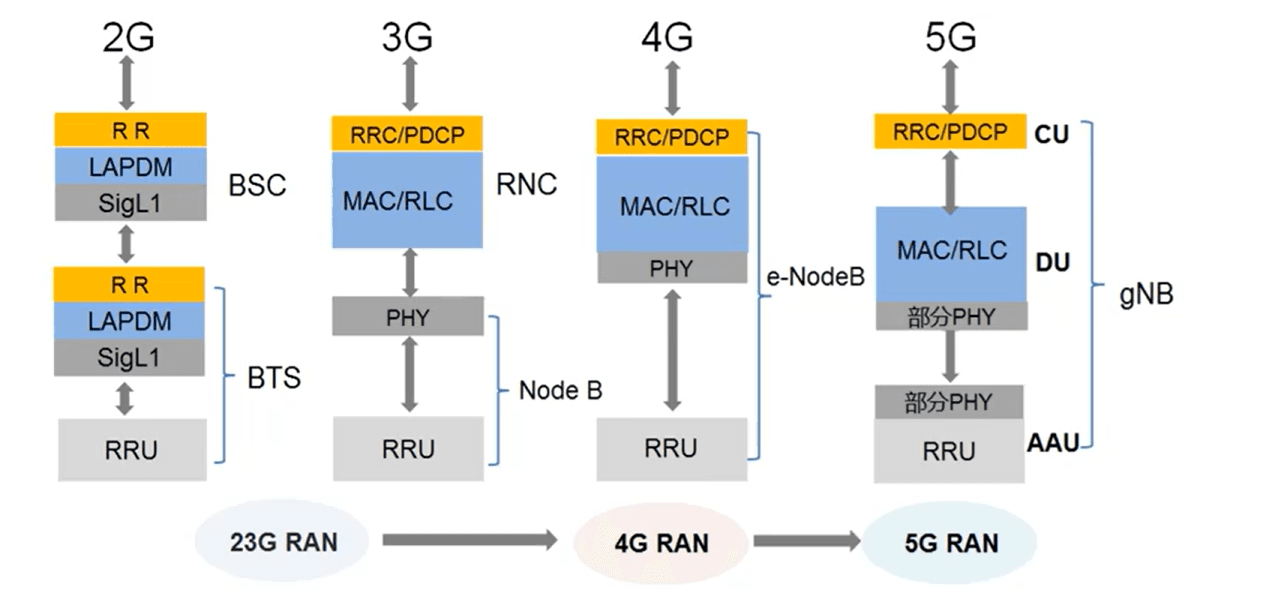 2G
3G
4G
5G
R R
LAPDM
SigL1
BSC
R R
LAPDM
SigL1
BTS
RRU
RRC/PDCP
MAC/RLC
RNC
PHY
Node B
RRU
RRC/PDCP
MAC/RLC
PHY
e-NodeB
RRU
RRC/PDCP
CU
MAC/RLC
DU
部分PHY
gNB
部分PHY
RRU
AAU
23G RAN
4G RAN
5G RAN